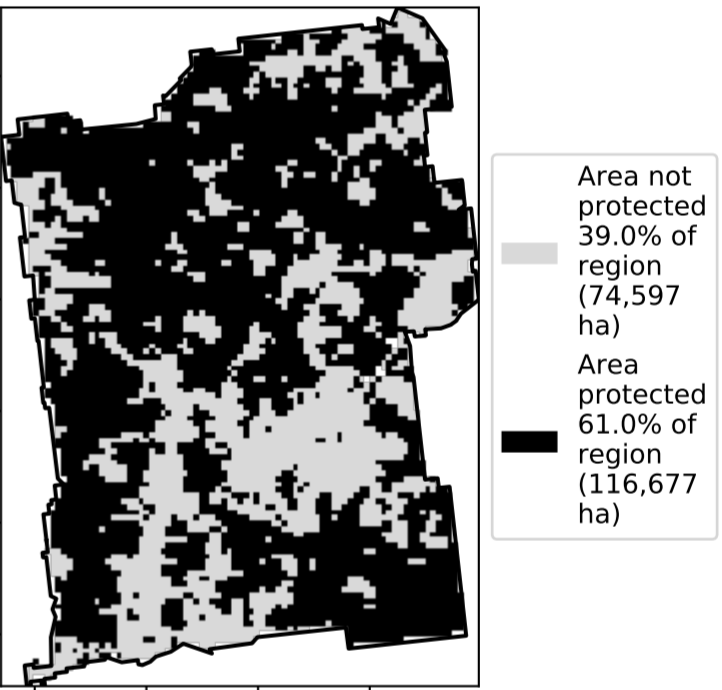 Area not
protected
39.0% of
region
(74,597
ha)
Area
protected
61.0% of
region
(116,677
ha)